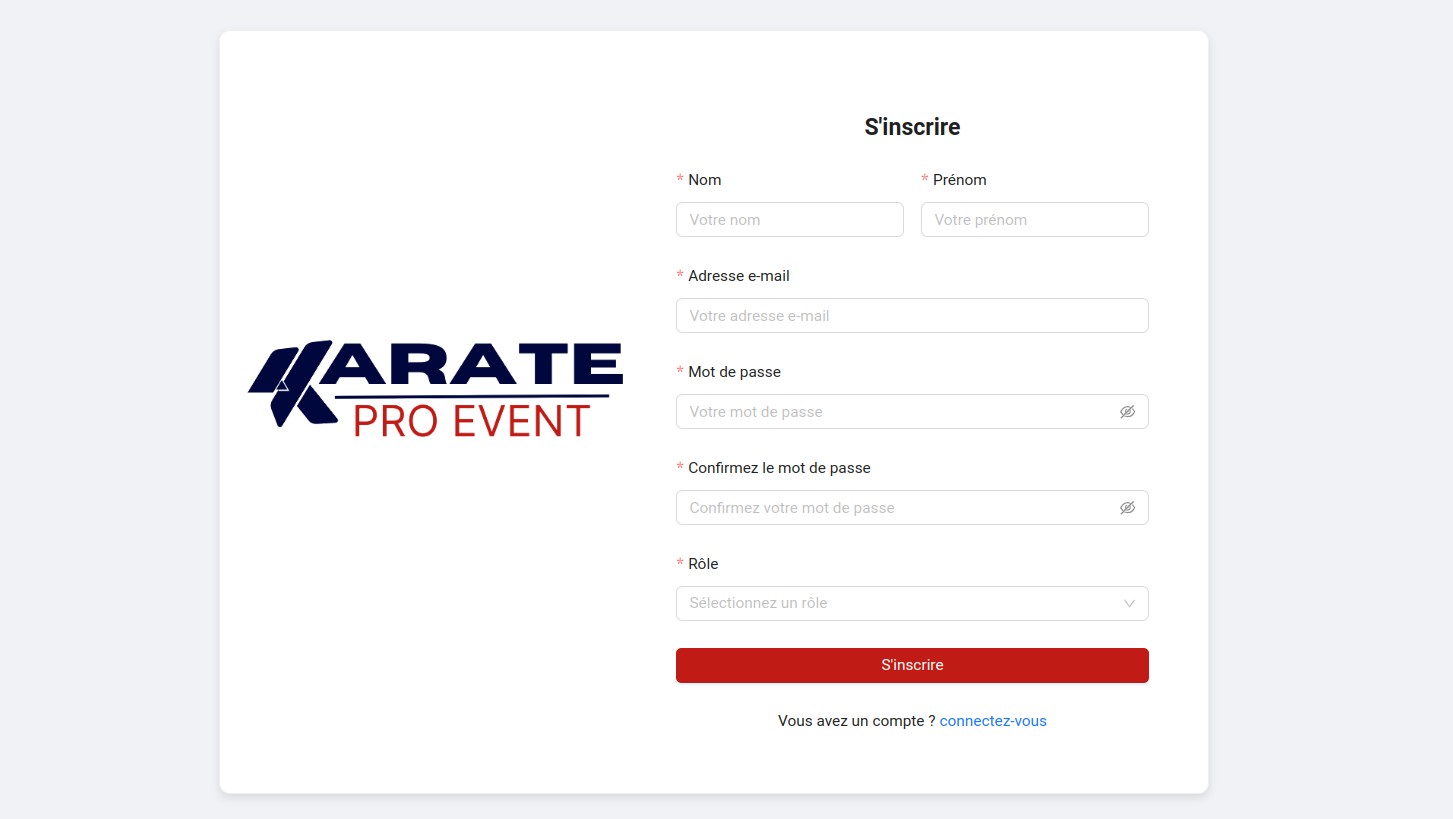 KARATE
PRO EVENT
S'inscrire
* Nom
* Prénom
Votre nom
Votre prénom
* Adresse e-mail
Votre adresse e-mail
* Mot de passe
Votre mot de passe
* Confirmez le mot de passe
Confirmez votre mot de passe
* Rôle
Sélectionnez un rôle
S'inscrire
Vous avez un compte ? connectez-vous